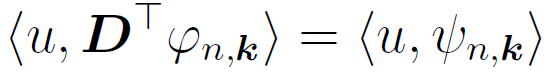 ⟨u, D^⊤ φ_{n,k}⟩ = ⟨u, ψ_{n,k}⟩